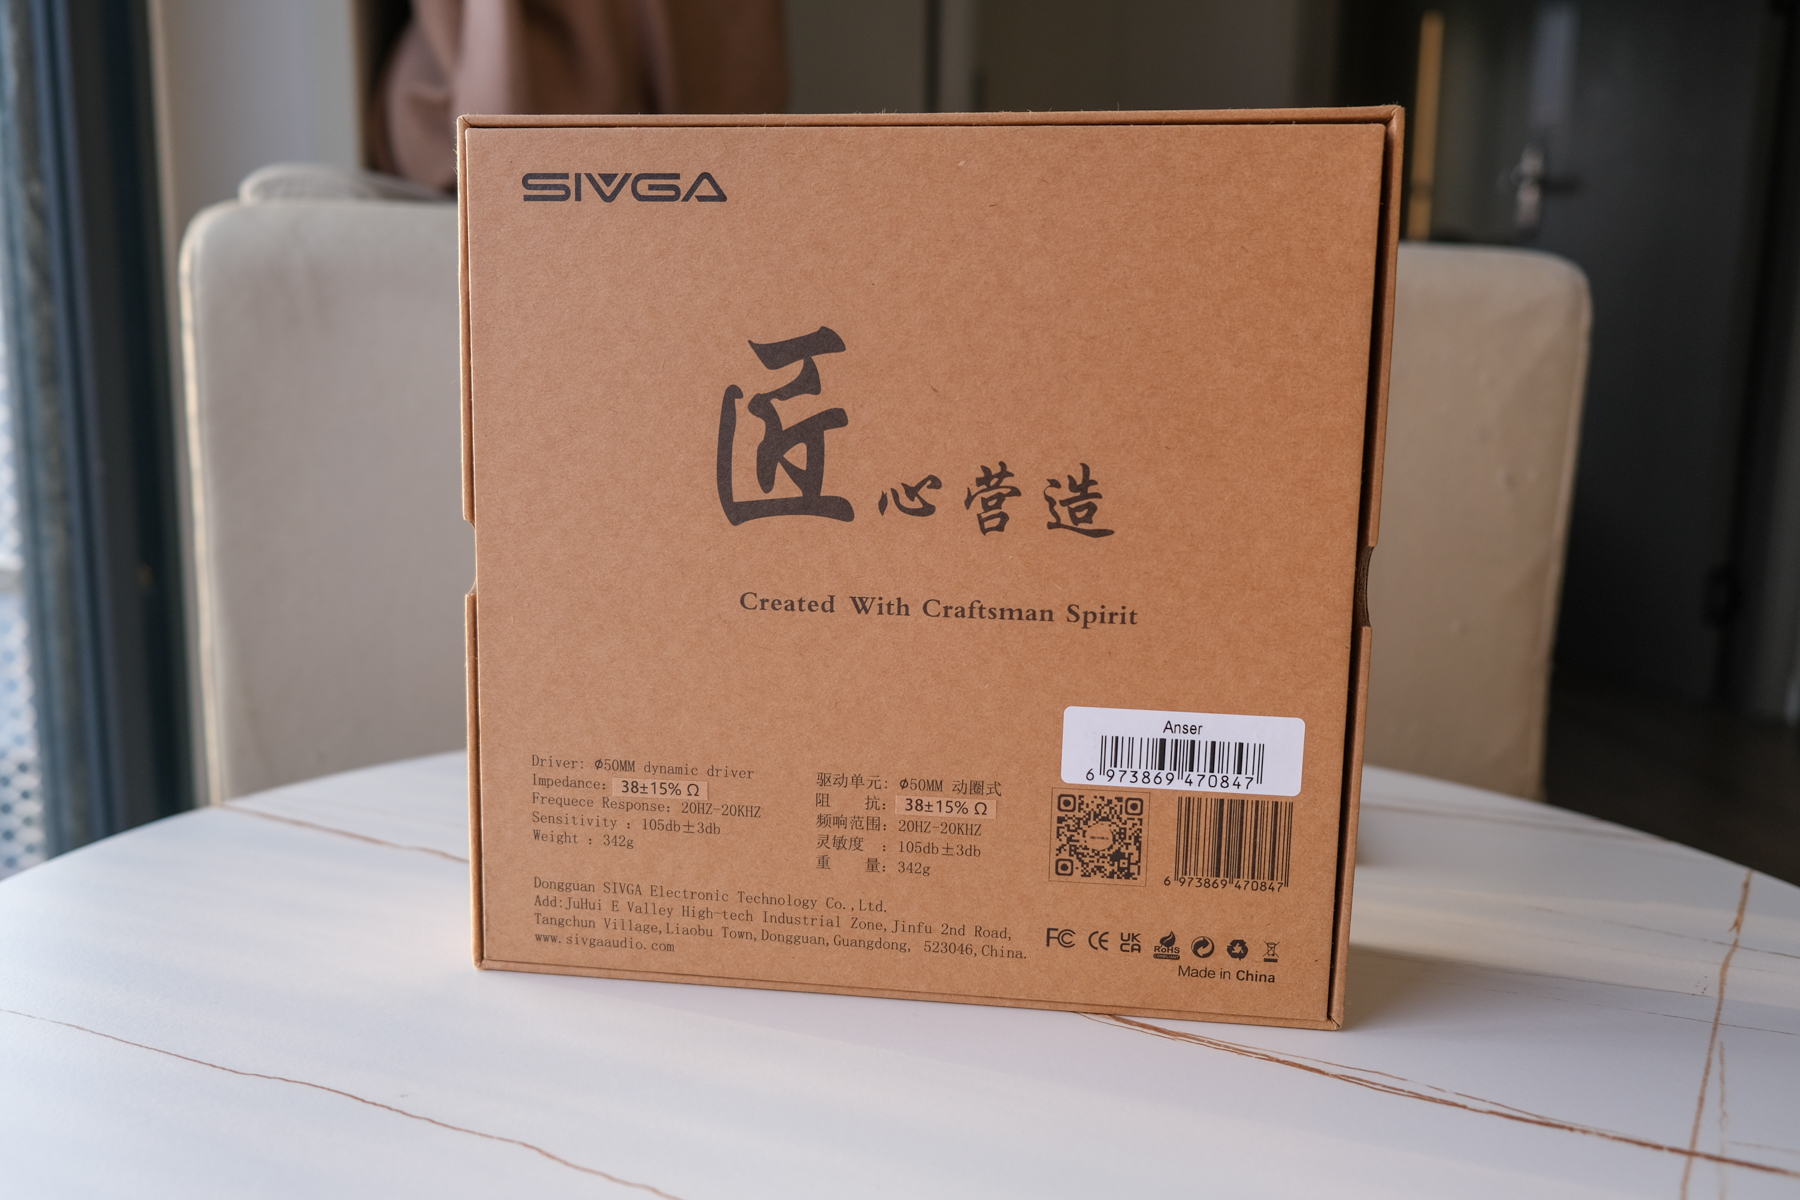 SIVGA
匠心营造
Created With Craftsman Spirit
Anser
6 973869 470847
Driver: Φ50MM dynamic driver
Impedance: 38±15% Ω
Frequece Response: 20HZ-20KHZ
Sensitivity : 105db±3db
Weight : 342g
驱动单元: Φ50MM 动圈式
阻 抗: 38±15% Ω
频响范围: 20HZ-20KHZ
灵敏度 : 105db±3db
重 量: 342g
6 973869 470847
Dongguan SIVGA Electronic Technology Co.,Ltd.
Add:JuHui E Valley High-tech Industrial Zone,Jinfu 2nd Road,
Tangchun Village,Liaobu Town,Dongguan,Guangdong, 523046,China.
www.sivgaaudio.com
FC CE UK CA RoHS
Made in China